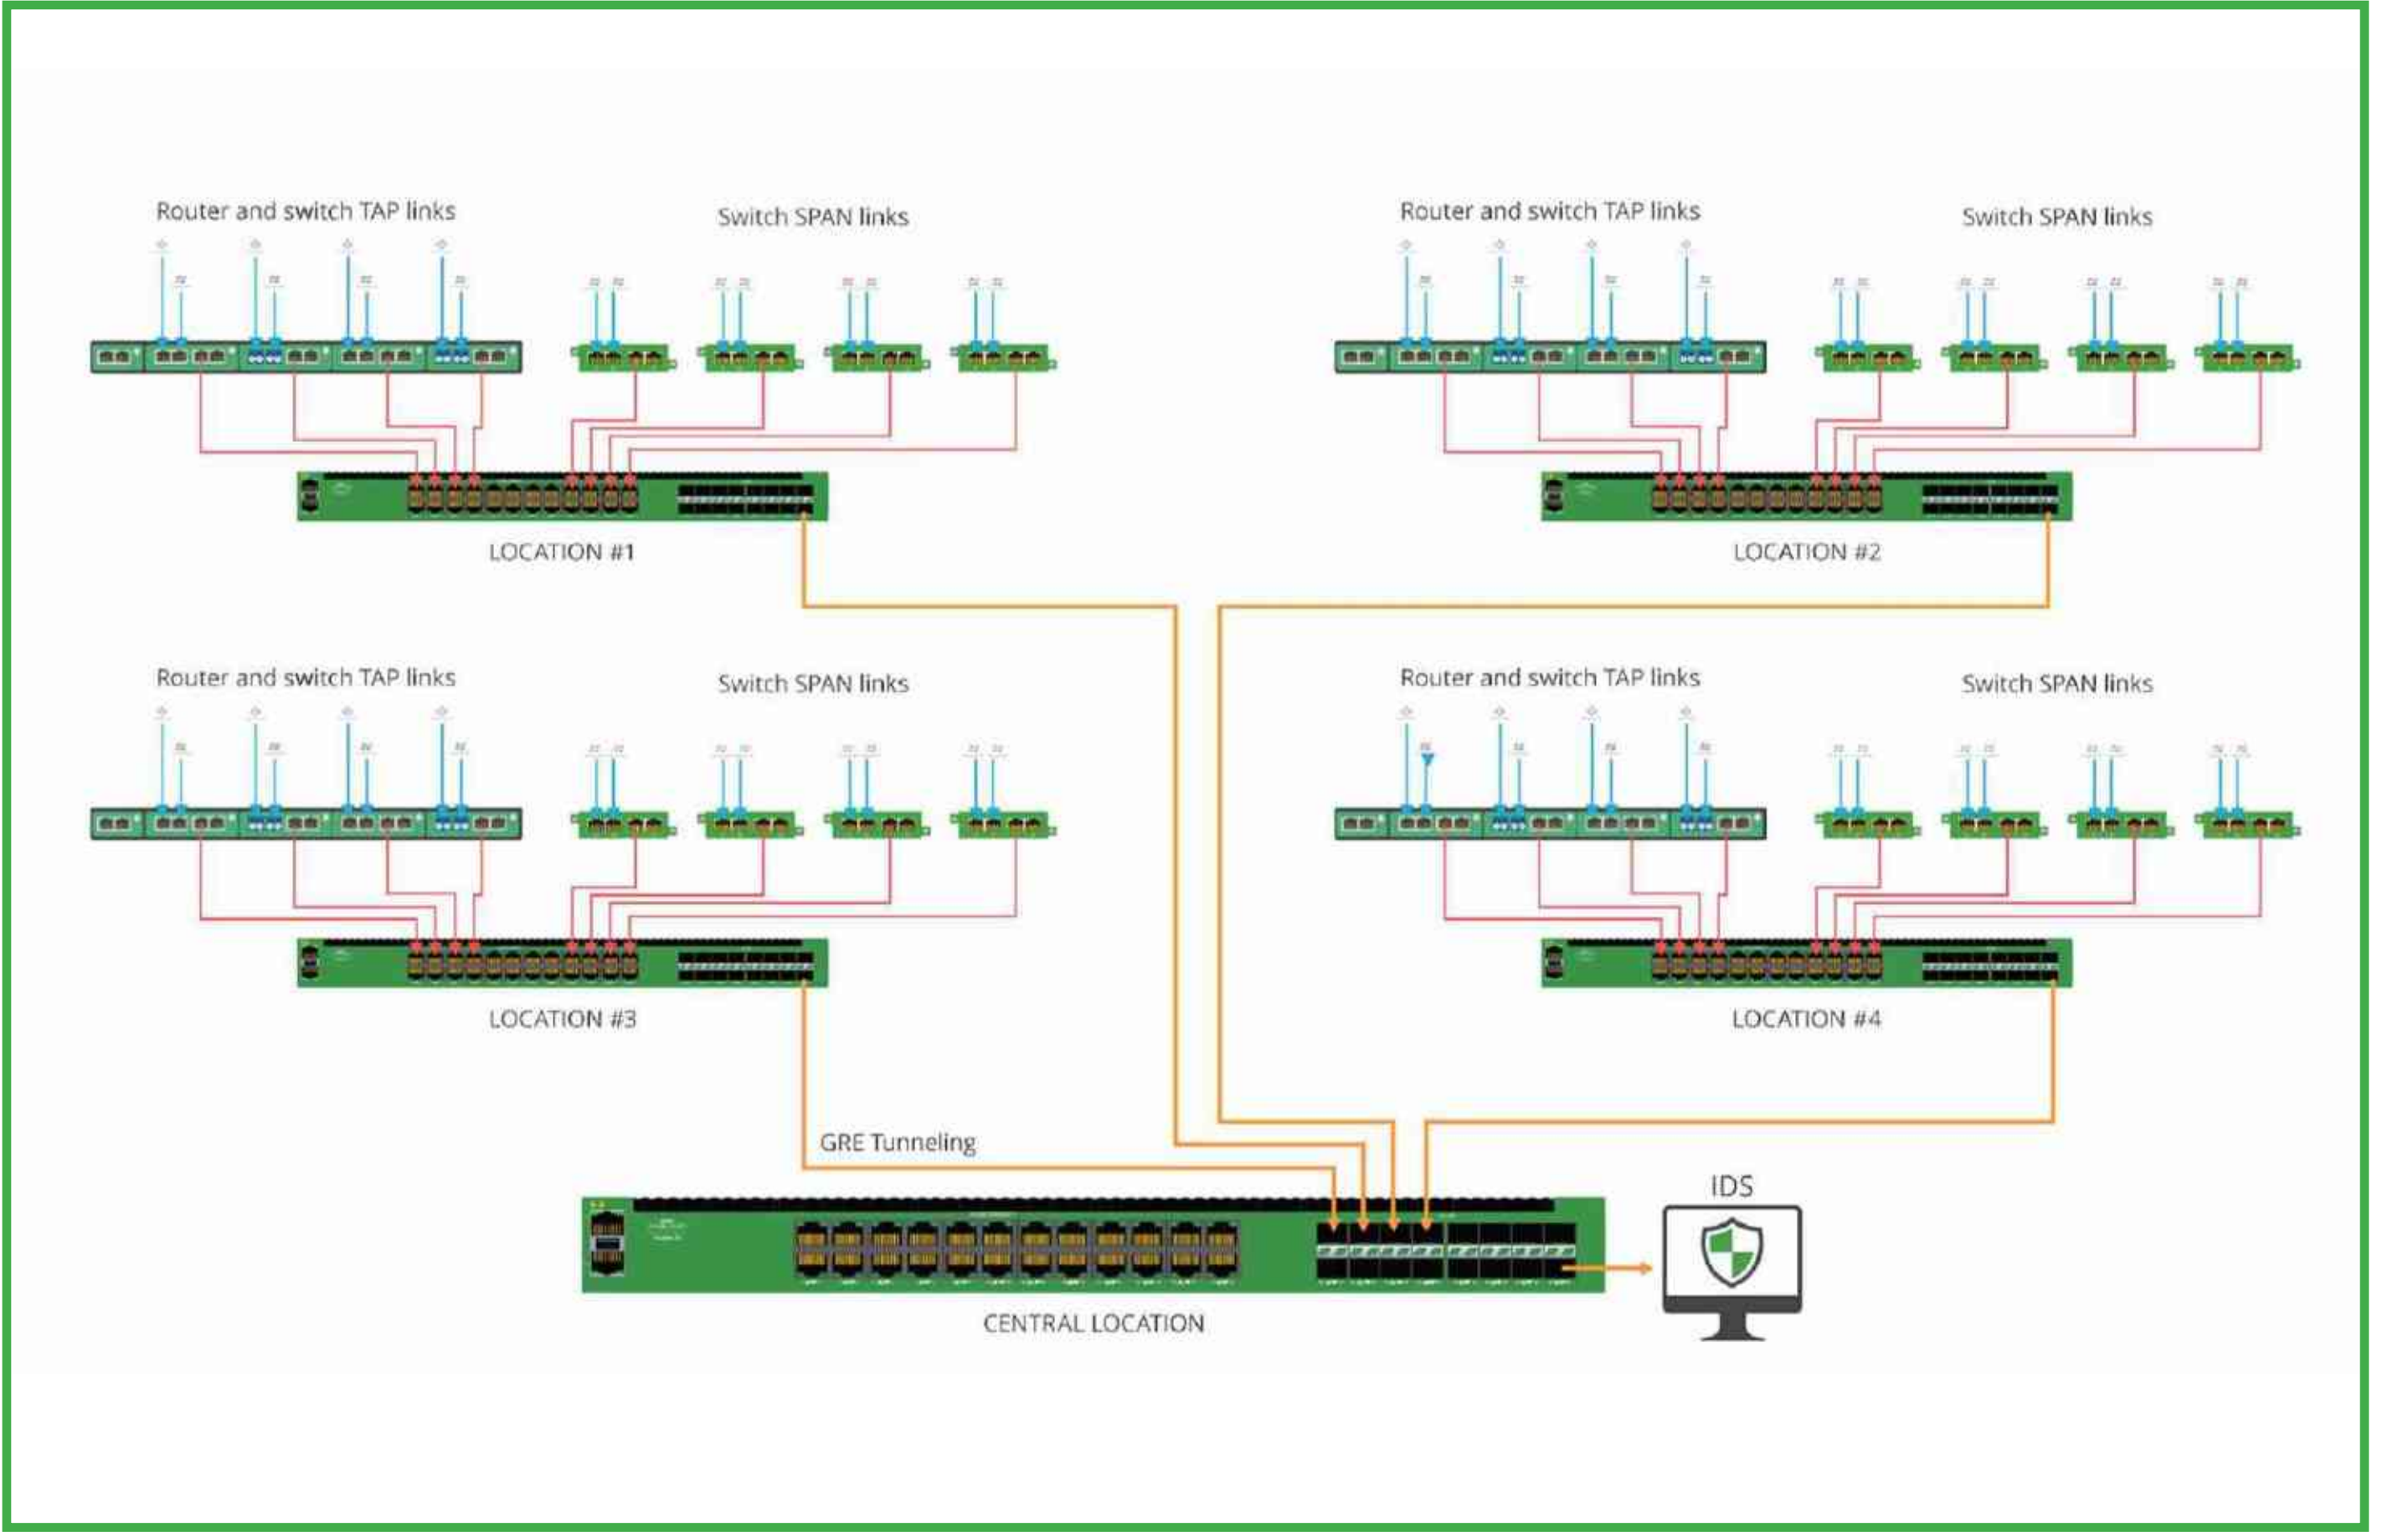 Router and switch TAP links
Switch SPAN links
Router and switch TAP links
Switch SPAN links
LOCATION #1
LOCATION #2
Router and switch TAP links
Switch SPAN links
Router and switch TAP links
Switch SPAN links
LOCATION #3
LOCATION #4
GRE Tunneling
IDS
CENTRAL LOCATION